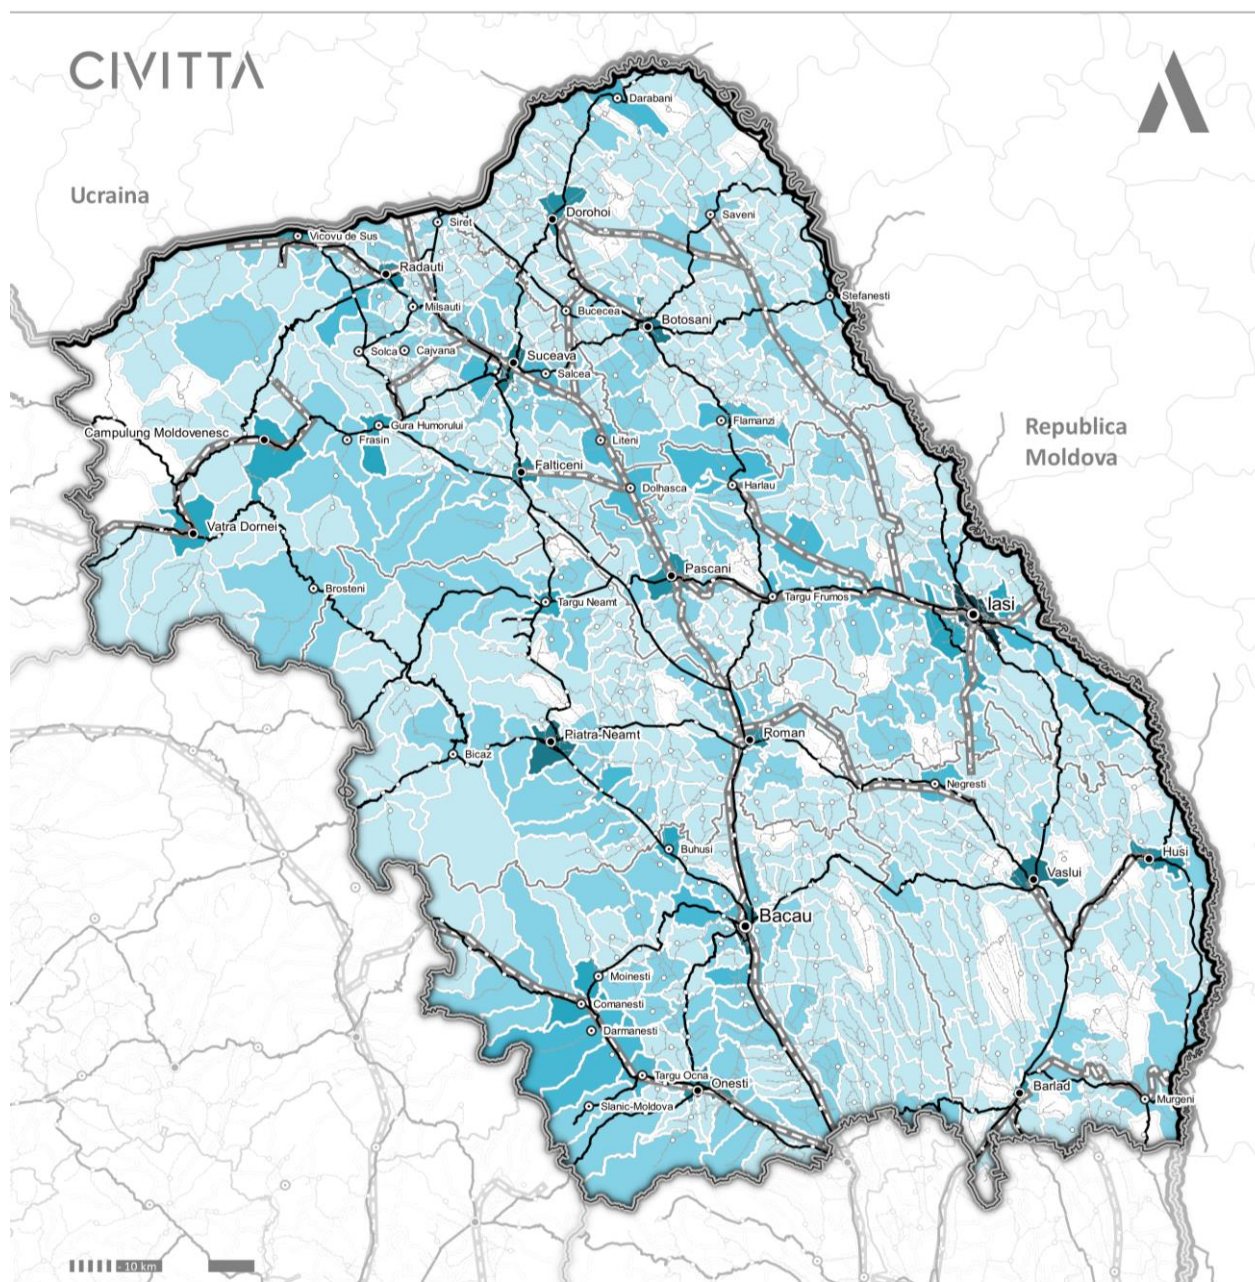 CIVITTA
Darabani
Ucraina
Dorohoi
Saveni
Siret
Vicovu de Sus
Radauti
Stefanesti
Milsauti
Bucecea
Botosani
Solca
Cajvana
Suceava
Salcea
Flamanzi
Gura Humorului
Campulung Moldovenesc
Frasin
Liteni
Republica
Moldova
Falticeni
Dolhasca
Harlau
Vatra Dornei
Pascani
Brosteni
Targu Neamt
Targu Frumos
Iasi
Piatra-Neamt
Roman
Bicaz
Negresti
Buhusi
Husi
Vaslui
Bacau
Moinesti
Comanesti
Darmanesti
Targu Ocna
Onesti
Barlad
Slanic-Moldova
Murgeni
- 10 km